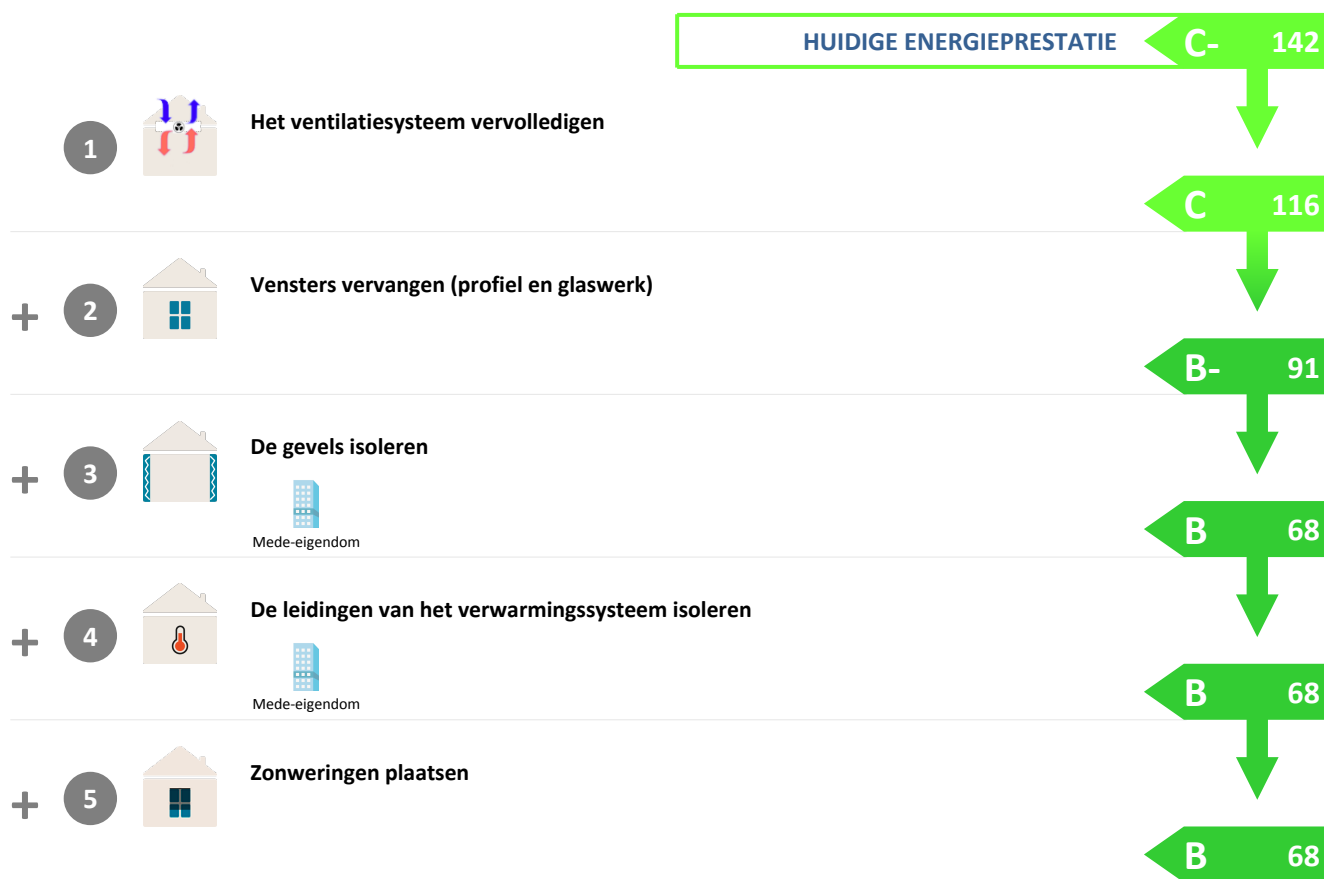 HUIDIGE ENERGIEPRESTATIE C- 142
1 Het ventilatiesysteem vervolledigen
C 116
+ 2 Vensters vervangen (profiel en glaswerk)
B- 91
+ 3 De gevels isoleren
Mede-eigendom
B 68
+ 4 De leidingen van het verwarmingssysteem isoleren
Mede-eigendom
B 68
+ 5 Zonweringen plaatsen
B 68